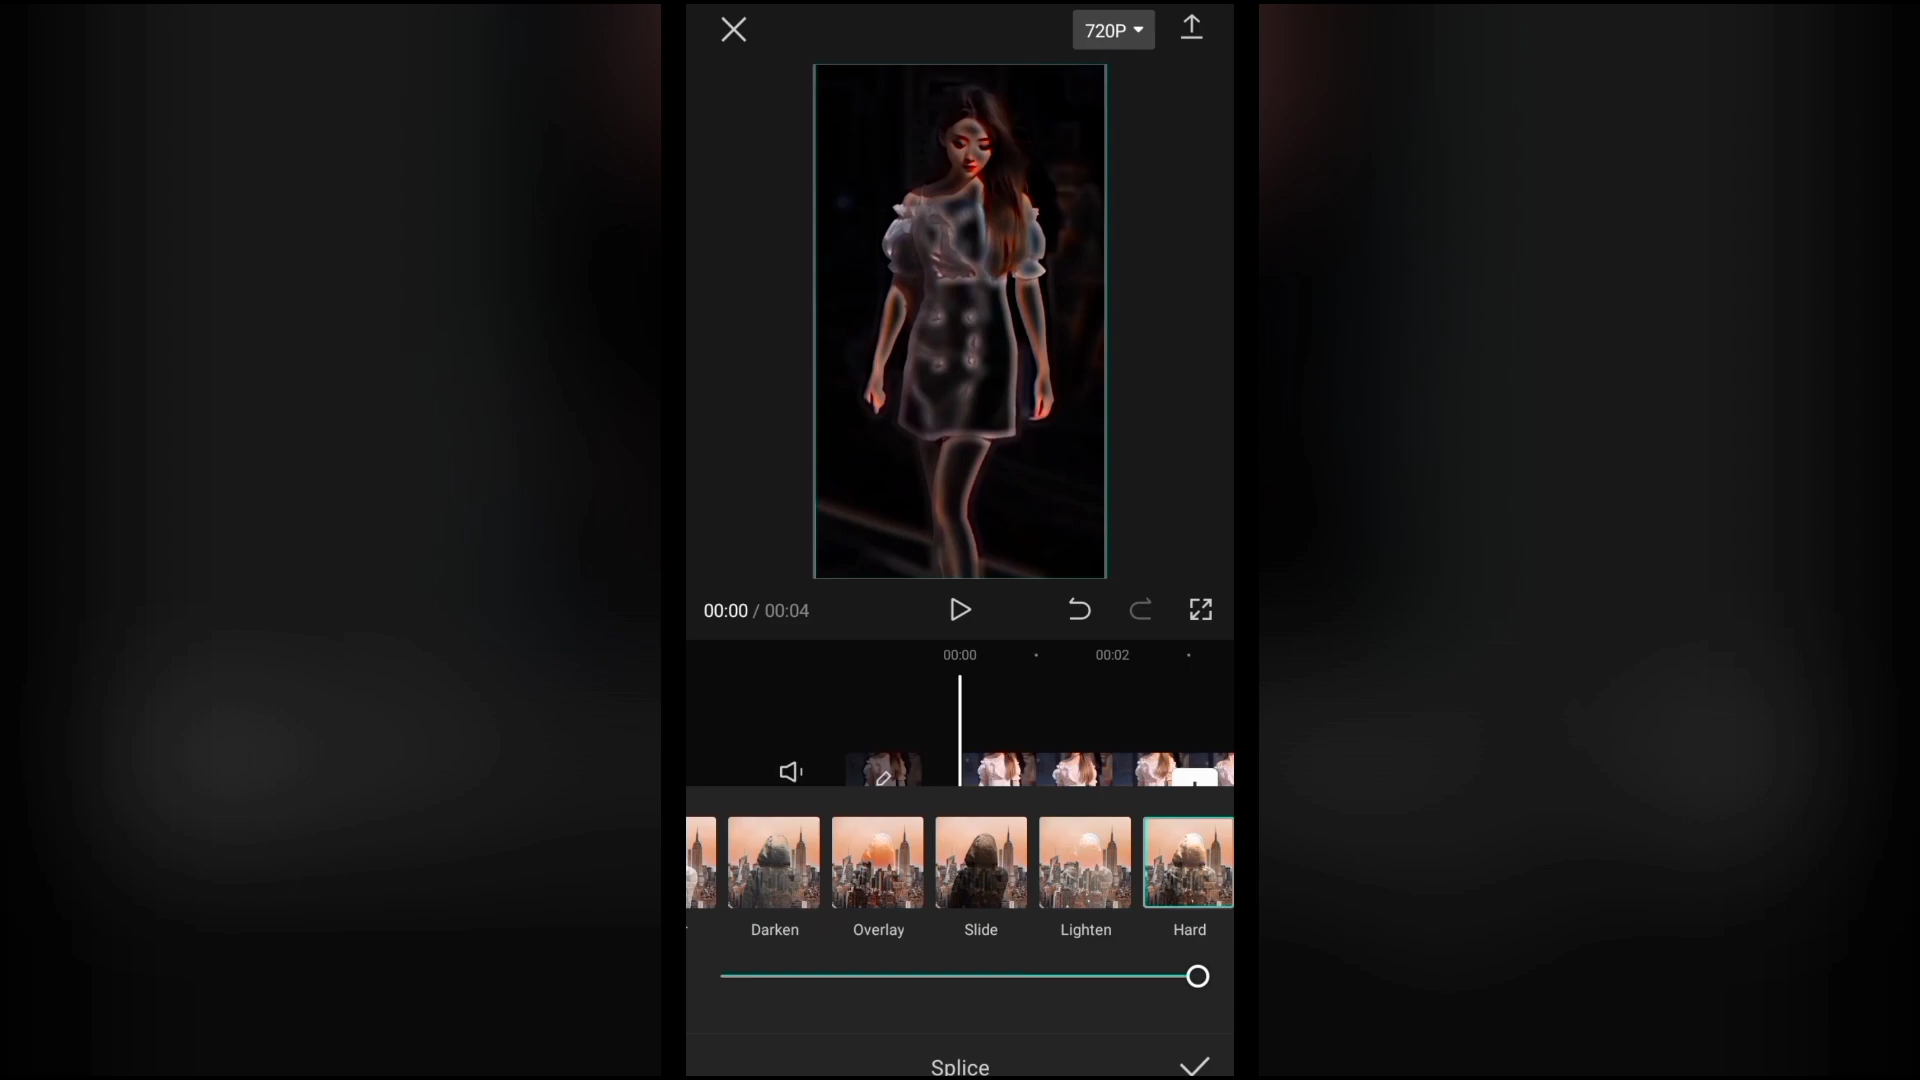 720P
00:00 / 00:04
00:00
00:02
Darken
Overlay
Slide
Lighten
Hard
Splice